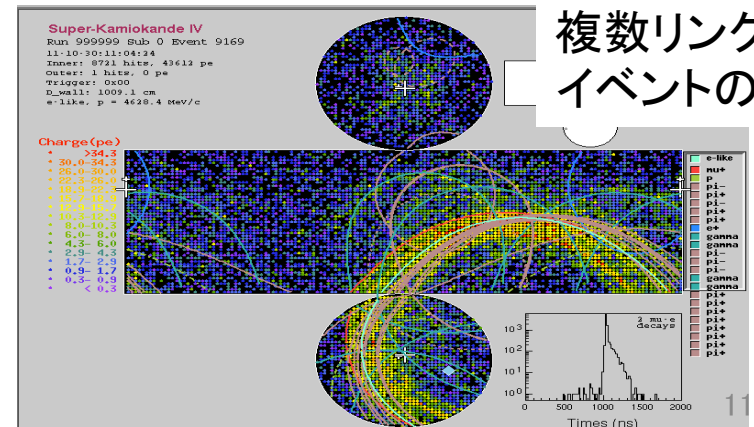 Super-Kamiokande IV
Run 999999 Sub 0 Event 9169
11-10-30:11:04:24
Inner: 8721 hits, 43612 pe
Outer: 1 hits, 0 pe
Trigger: 0x00
D_wall: 1009.1 cm
e-like, p = 4628.4 MeV/c
複数リング
イベントの
Charge(pe)
>34.3
30.0-34.3
26.0-30.0
8.0-10.3
6.0- 8.0
4.3- 6.0
2.9- 4.3
1.7- 2.9
0.9- 1.7
0.3- 0.9
< 0.3
e-like
mu+
p
pi-
pi+
pi-
pi+
pi+
e+
gamma
gamma
pi-
pi-
pi-
gamma
gamma
pi+
pi+
pi+
pi+
pi+
pi+
2 mu-e
decays
10³
10²
10¹
10⁰
0 500 1000 1500 2000
Times (ns)
11